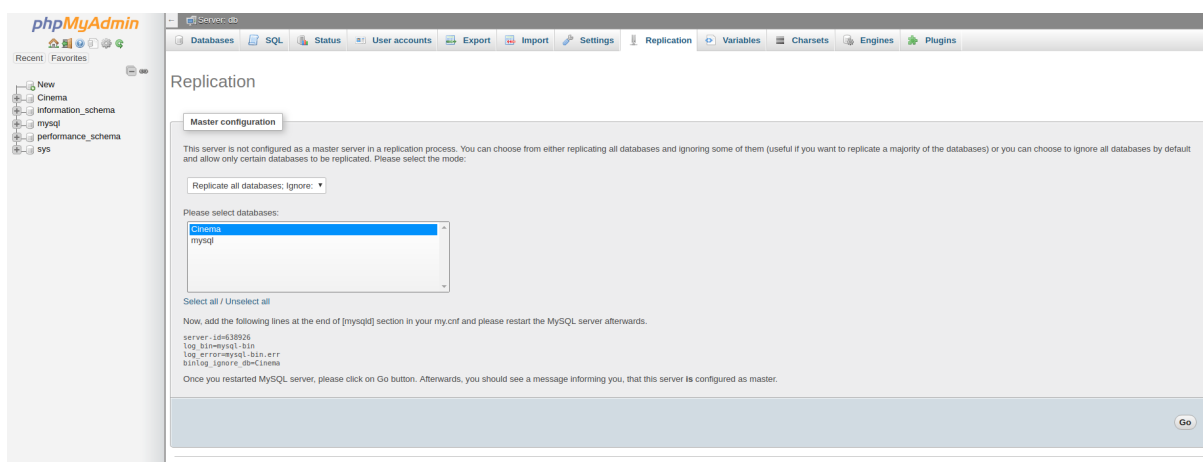 phpMyAdmin
Recent Favorites
New
Cinema
information_schema
mysql
performance_schema
sys
Server: db
Databases SQL Status User accounts Export Import Settings Replication Variables Charsets Engines Plugins
Replication
Master configuration
This server is not configured as a master server in a replication process. You can choose from either replicating all databases and ignoring some of them (useful if you want to replicate a majority of the databases) or you can choose to ignore all databases by default
and allow only certain databases to be replicated. Please select the mode:
Replicate all databases; Ignore:
Please select databases:
Cinema
mysql
Select all / Unselect all
Now, add the following lines at the end of [mysqld] section in your my.cnf and please restart the MySQL server afterwards.
server-id=638926
log_bin=mysql-bin
log_error=mysql-bin.err
binlog_ignore_db=Cinema
Once you restarted MySQL server, please click on Go button. Afterwards, you should see a message informing you, that this server is configured as master.
Go